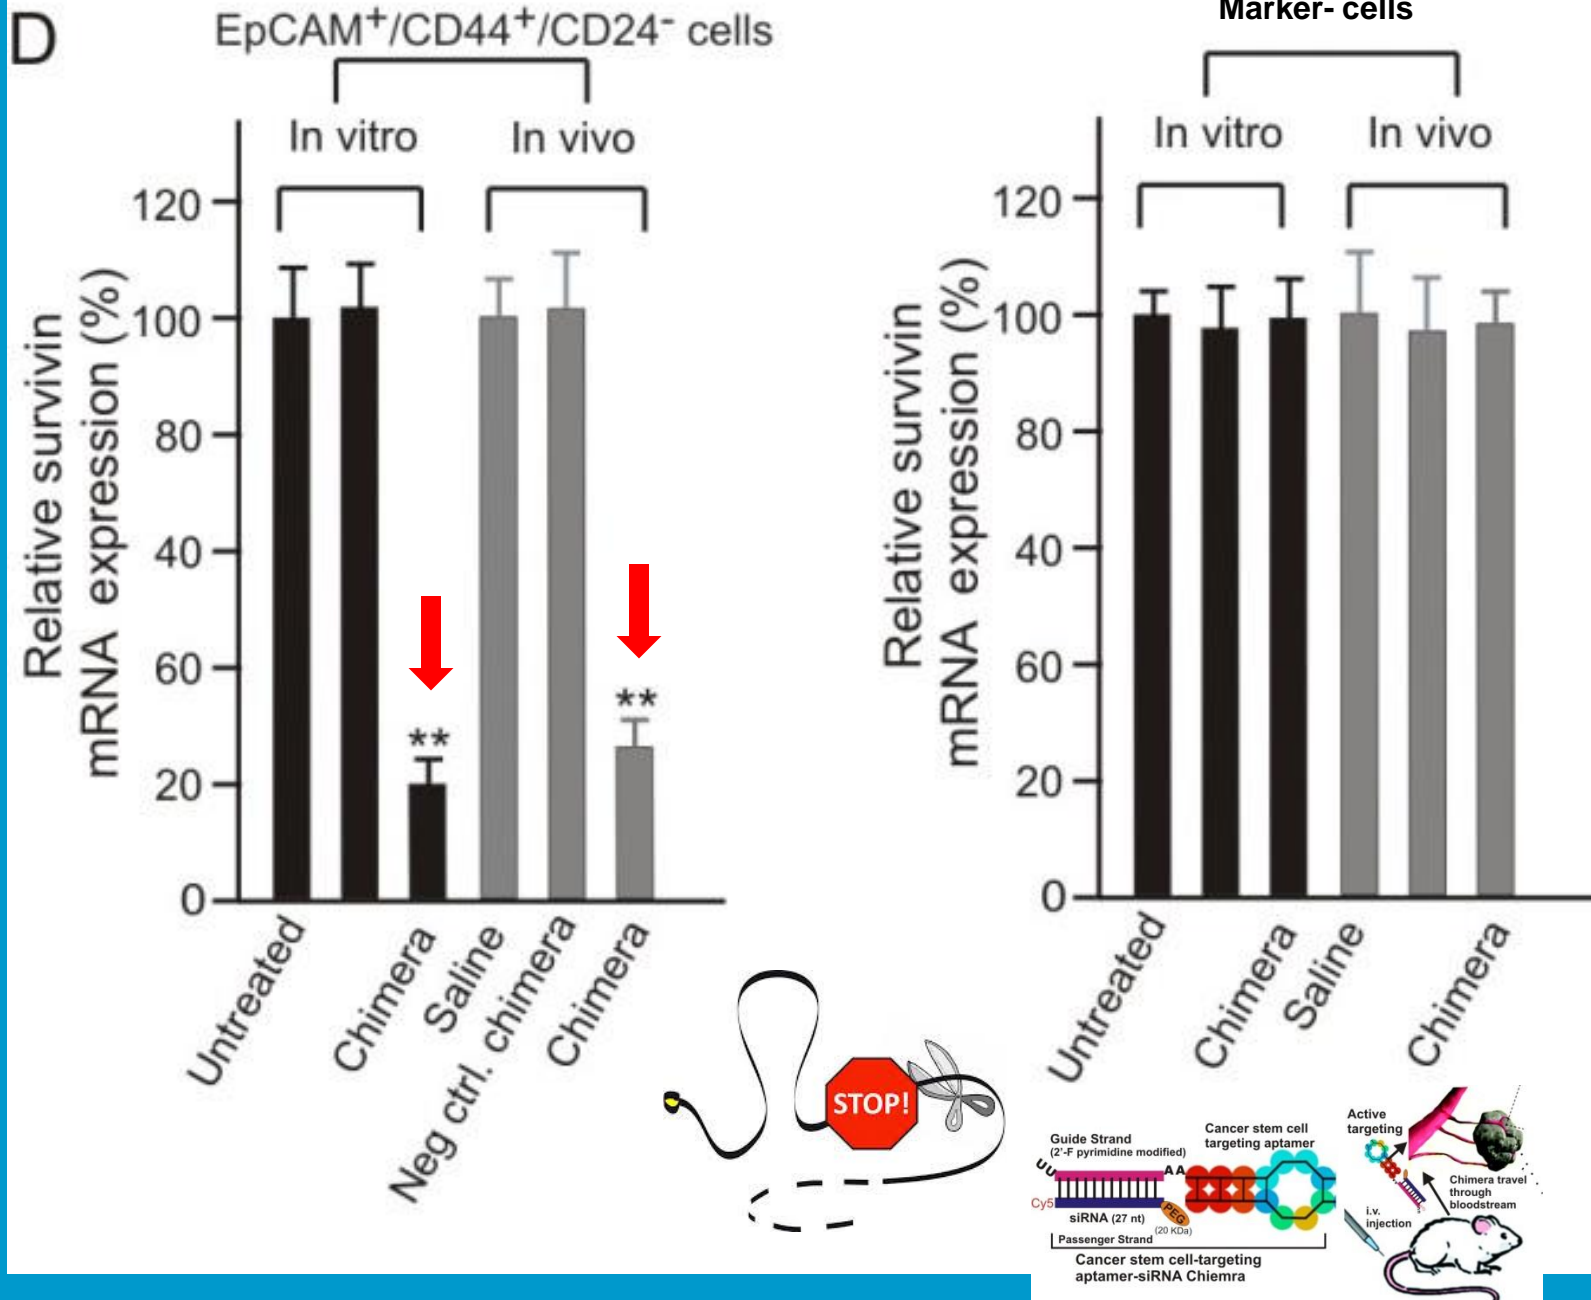 D
EpCAM⁺/CD44⁺/CD24⁻ cells
In vitro
In vivo
Relative survivin
mRNA expression (%)
120
100
80
40
60
20
0
**
**
Untreated
Chimera
Saline
Neg ctrl. chimera
Chimera
Marker- cells
In vitro
In vivo
Relative survivin
mRNA expression (%)
120
100
80
40
60
20
0
Untreated
Chimera
Saline
Chimera
STOP!
Guide Strand
(2'-F pyrimidine modified)
UU
AA
Cy5
siRNA (27 nt)
PEG
(20 KDa)
Passenger Strand
Cancer stem cell
targeting aptamer
Cancer stem cell-targeting
aptamer-siRNA Chiemra
Active
targeting
Chimera travel
through
bloodstream
i.v.
injection